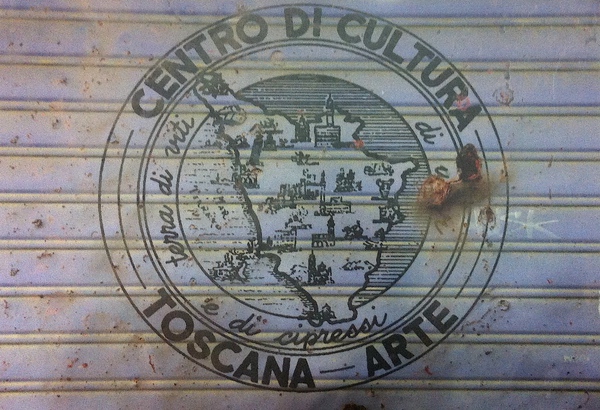 CENTRO DI CULTURA
terra di viti
di
e di cipressi
TOSCANA — ARTE